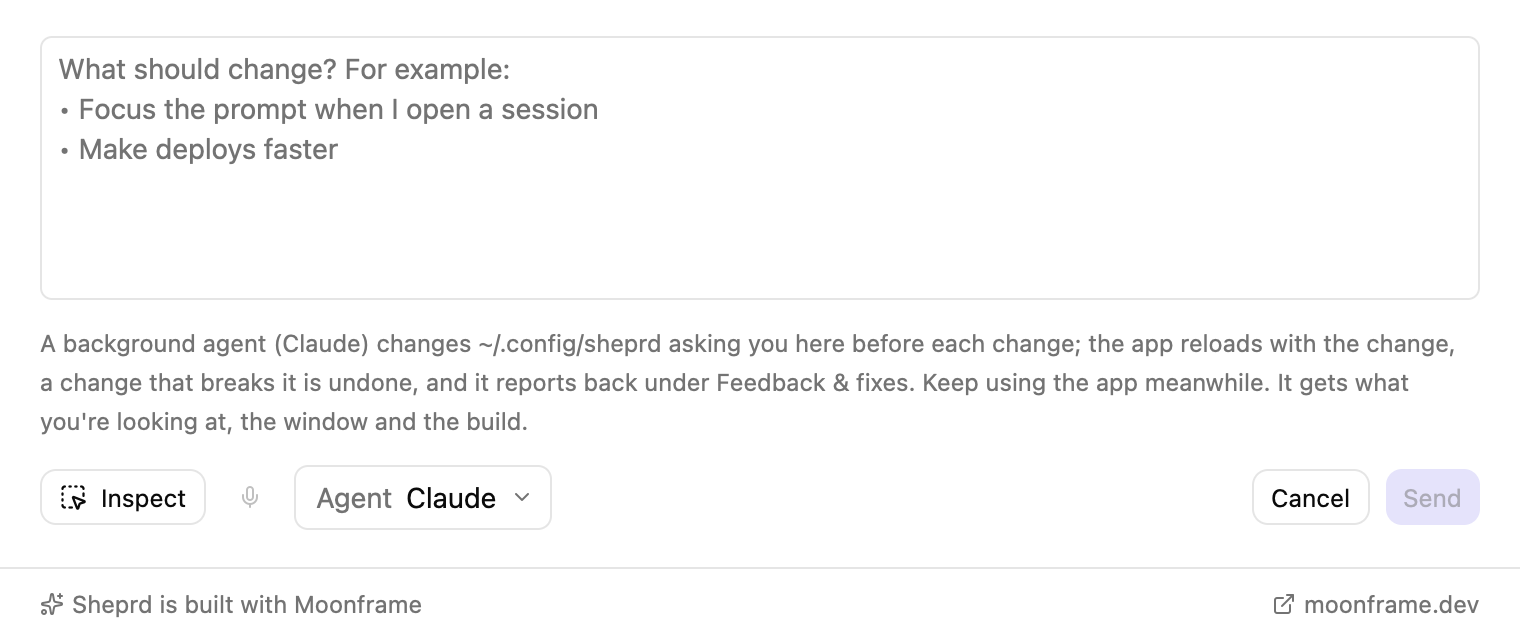 What should change? For example:
• Focus the prompt when I open a session
• Make deploys faster
A background agent (Claude) changes ~/.config/sheprd asking you here before each change; the app reloads with the change,
a change that breaks it is undone, and it reports back under Feedback & fixes. Keep using the app meanwhile. It gets what
you're looking at, the window and the build.
Inspect
Agent Claude
Cancel
Send
Sheprd is built with Moonframe
moonframe.dev